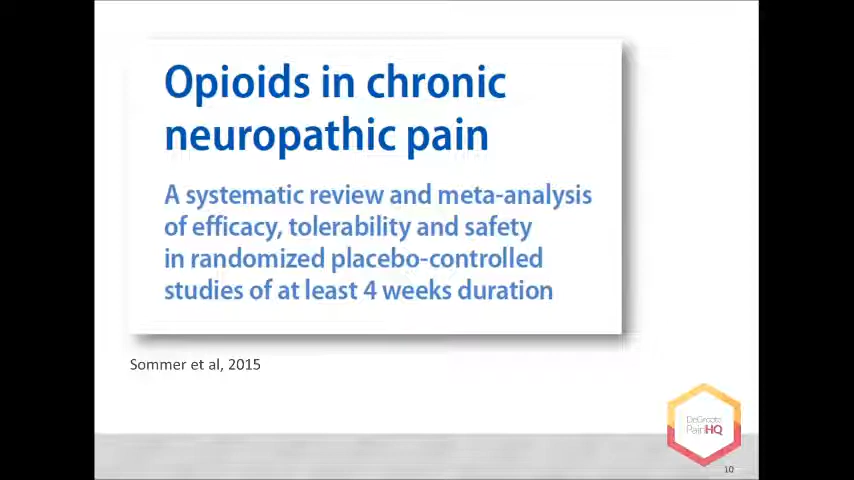 Opioids in chronic
neuropathic pain
A systematic review and meta-analysis
of efficacy, tolerability and safety
in randomized placebo-controlled
studies of at least 4 weeks duration
Sommer et al, 2015
DeGroote
PainHQ
10